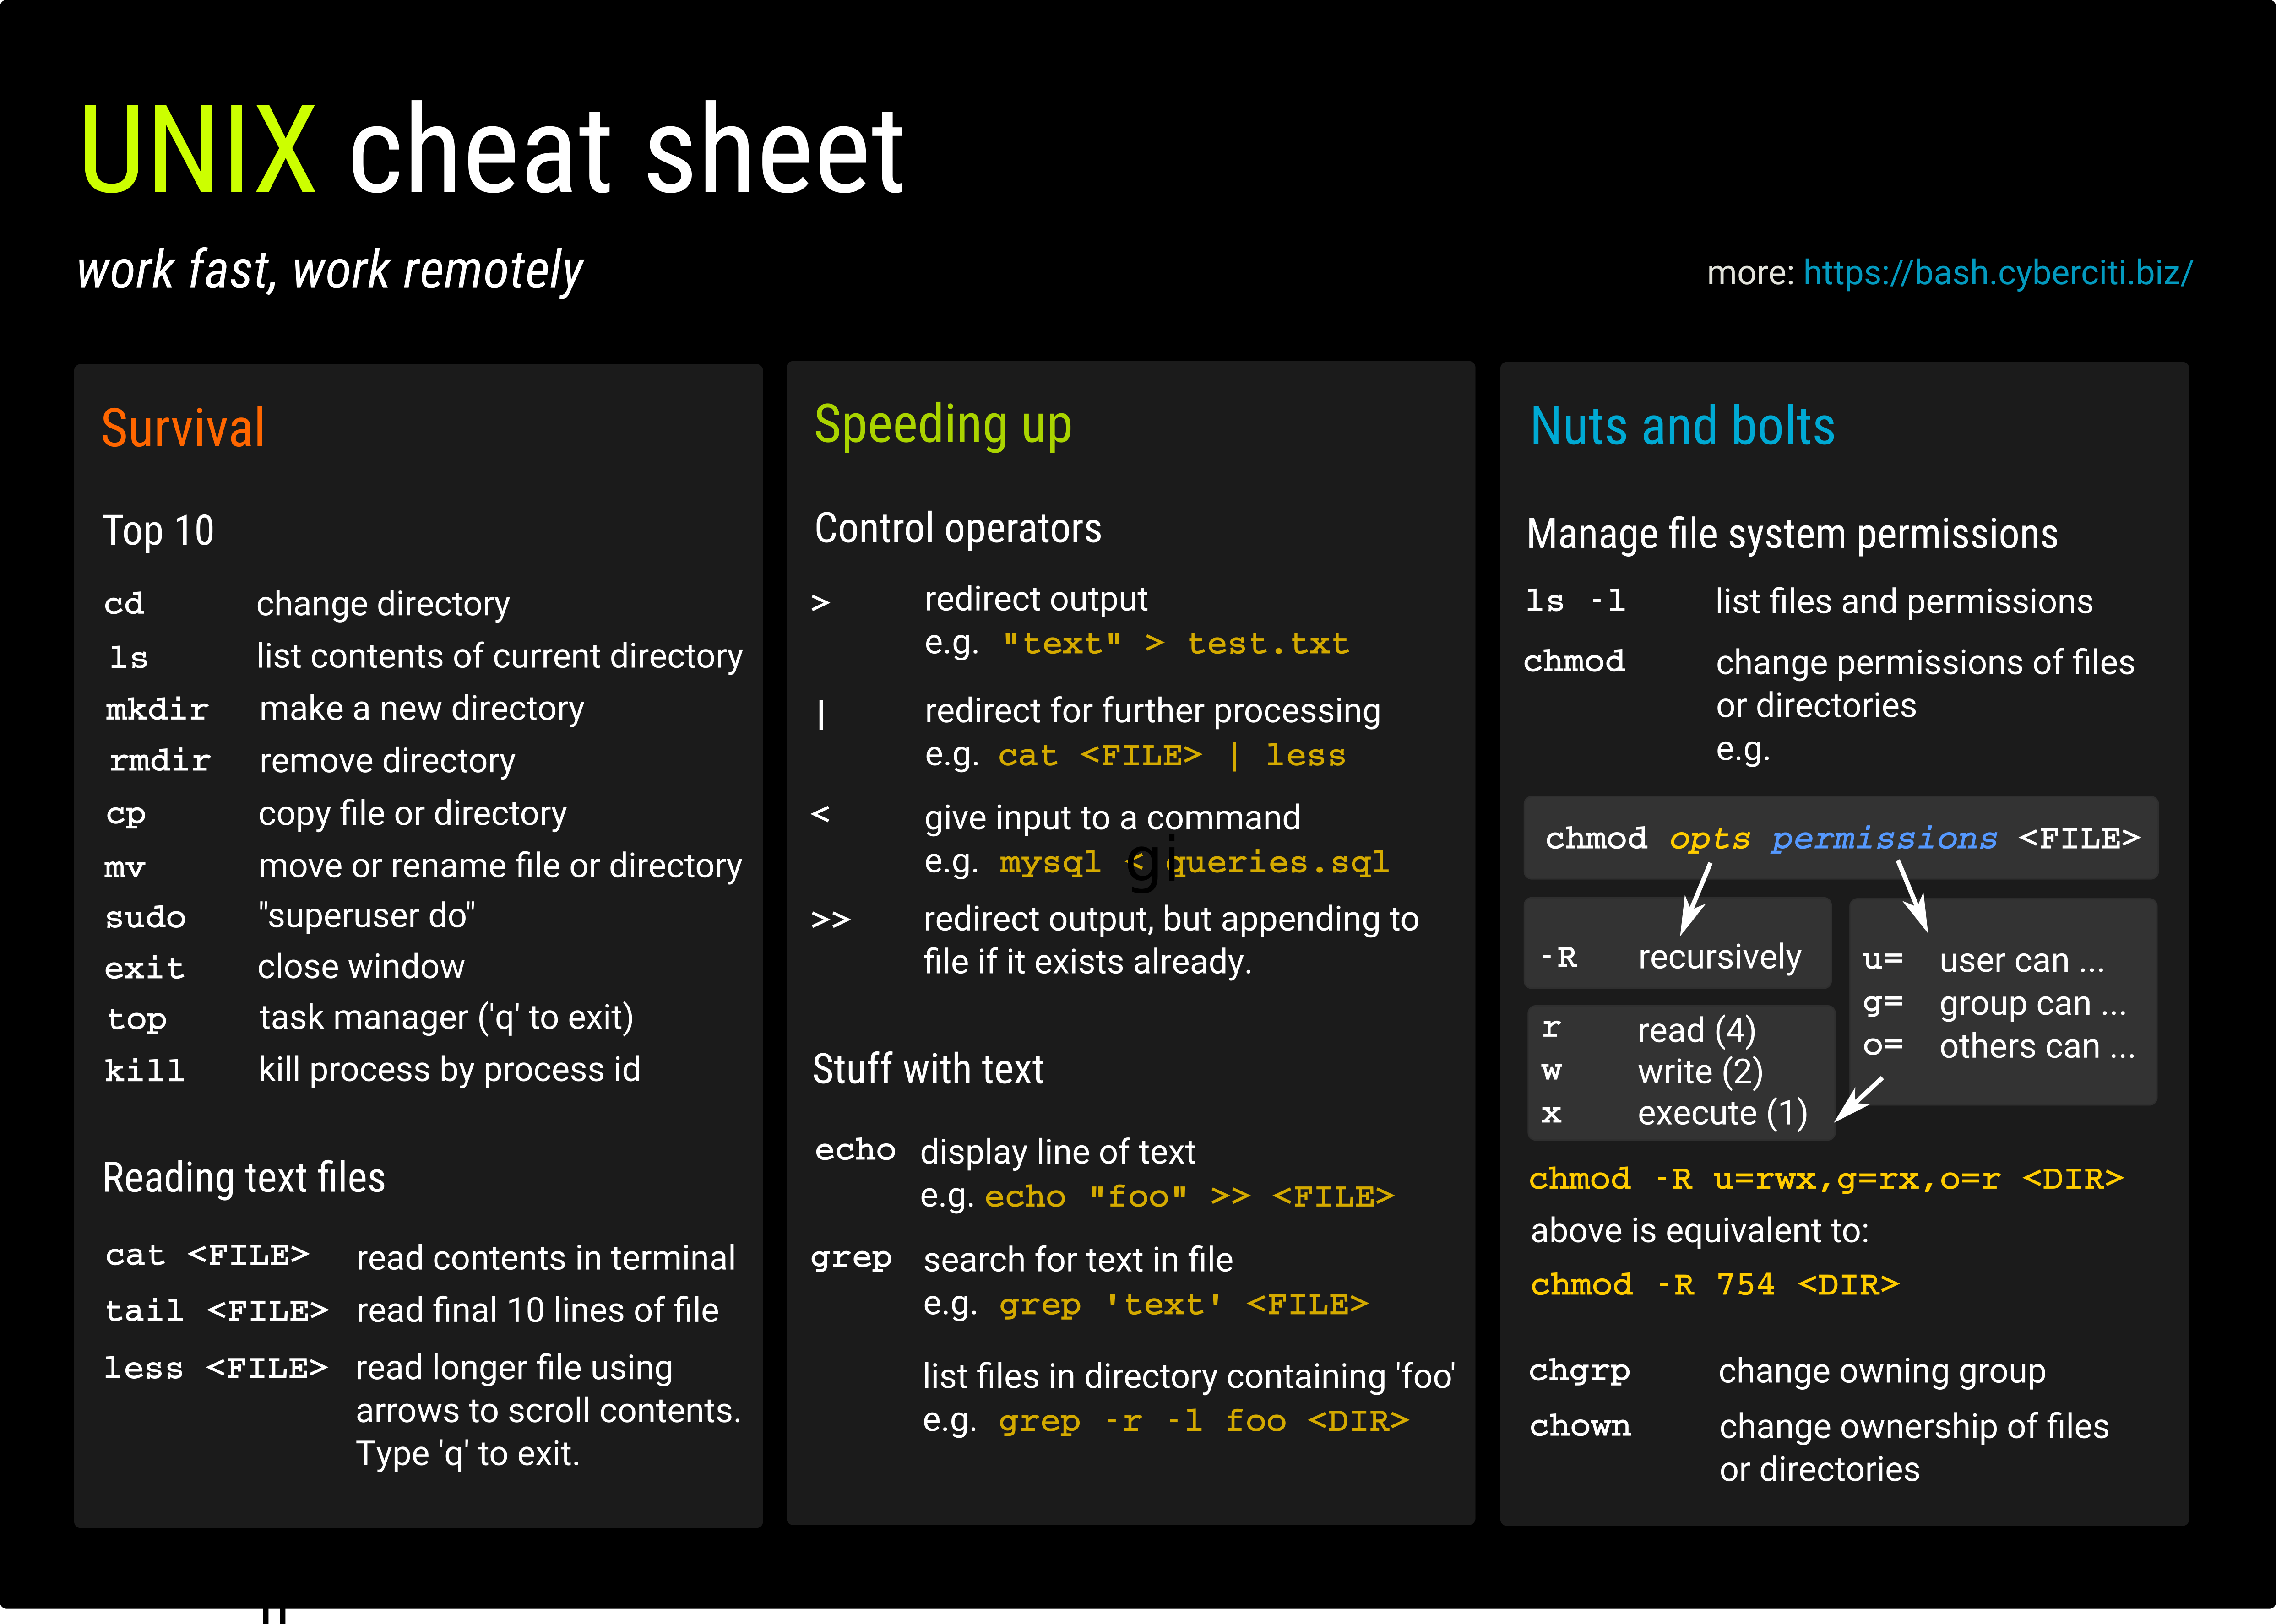 UNIX cheat sheet
work fast, work remotely
more: https://bash.cyberciti.biz/
Survival
Top 10
cd change directory
ls list contents of current directory
mkdir make a new directory
rmdir remove directory
cp copy file or directory
mv move or rename file or directory
sudo "superuser do"
exit close window
top task manager ('q' to exit)
kill kill process by process id
Reading text files
cat <FILE> read contents in terminal
tail <FILE> read final 10 lines of file
less <FILE> read longer file using
arrows to scroll contents.
Type 'q' to exit.
Speeding up
Control operators
> redirect output
e.g. "text" > test.txt
| redirect for further processing
e.g. cat <FILE> | less
< give input to a command
e.g. mysql < queries.sql
gi
>> redirect output, but appending to
file if it exists already.
Stuff with text
echo display line of text
e.g. echo "foo" >> <FILE>
grep search for text in file
e.g. grep 'text' <FILE>
list files in directory containing 'foo'
e.g. grep -r -l foo <DIR>
Nuts and bolts
Manage file system permissions
ls -l list files and permissions
chmod change permissions of files
or directories
e.g.
chmod opts permissions <FILE>
-R recursively
u= user can ...
g= group can ...
o= others can ...
r read (4)
w write (2)
x execute (1)
chmod -R u=rwx,g=rx,o=r <DIR>
above is equivalent to:
chmod -R 754 <DIR>
chgrp change owning group
chown change ownership of files
or directories